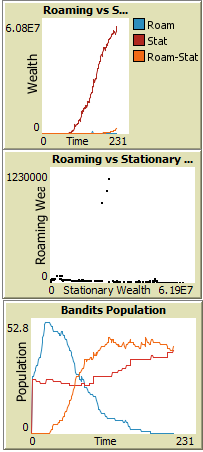 Roaming vs S...
6.08E7
Wealth
0
0 Time 231
Roam
Stat
Roam-Stat
Roaming vs Stationary ...
1230000
Roaming Wea
0
0 Stationary Wealth 6.19E7
Bandits Population
52.8
Population
0
0 Time 231